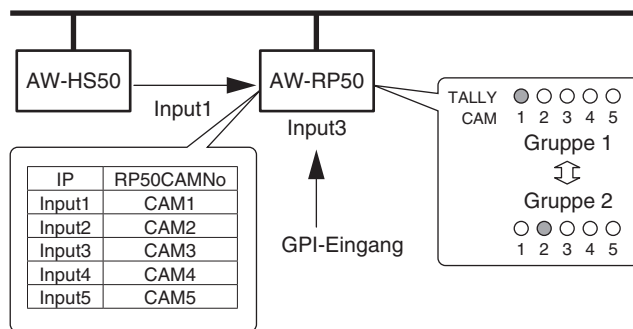 AW-HS50
AW-RP50
Input1
Input3
GPI-Eingang
IP RP50CAMNo
Input1 CAM1
Input2 CAM2
Input3 CAM3
Input4 CAM4
Input5 CAM5
TALLY
CAM 1 2 3 4 5
Gruppe 1
Gruppe 2
1 2 3 4 5